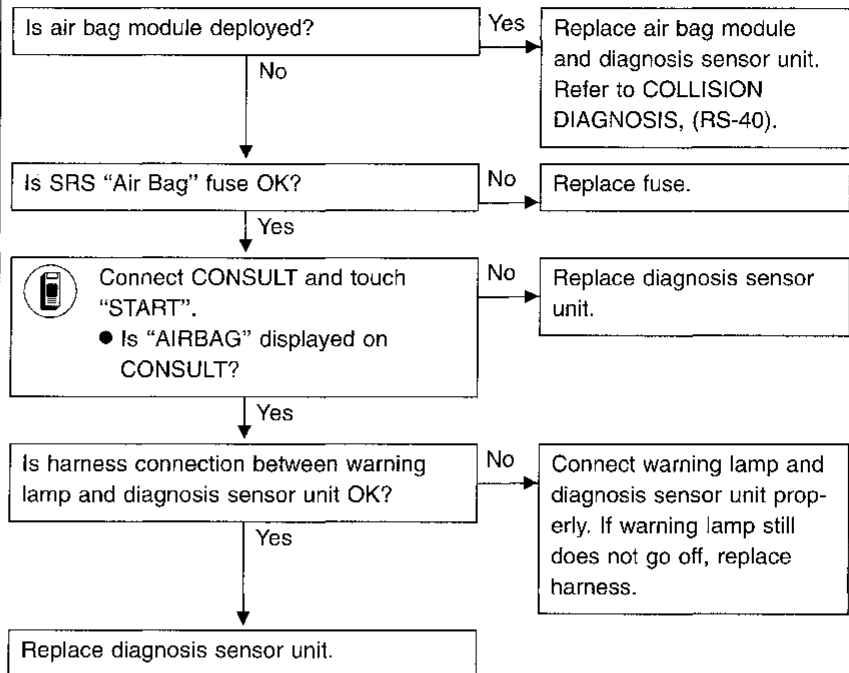 Is air bag module deployed?
Yes
Replace air bag module
and diagnosis sensor unit.
Refer to COLLISION
DIAGNOSIS, (RS-40).
No
Is SRS “Air Bag” fuse OK?
No
Replace fuse.
Yes
Connect CONSULT and touch
“START”.
● Is “AIRBAG” displayed on
CONSULT?
No
Replace diagnosis sensor
unit.
Yes
Is harness connection between warning
lamp and diagnosis sensor unit OK?
No
Connect warning lamp and
diagnosis sensor unit prop-
erly. If warning lamp still
does not go off, replace
harness.
Yes
Replace diagnosis sensor unit.